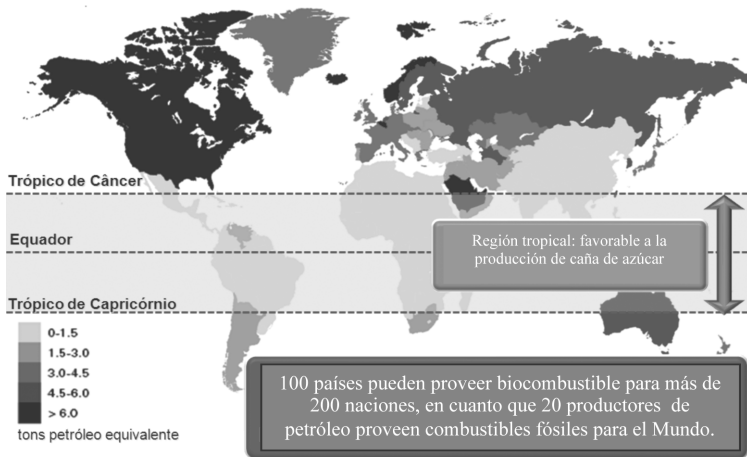 Trópico de Câncer
Equador
Región tropical: favorable a la
producción de caña de azúcar
Trópico de Capricórnio
0-1.5
1.5-3.0
3.0-4.5
4.5-6.0
> 6.0
tons petróleo equivalente
100 países pueden proveer biocombustible para más de
200 naciones, en cuanto que 20 productores de
petróleo proveen combustibles fósiles para el Mundo.